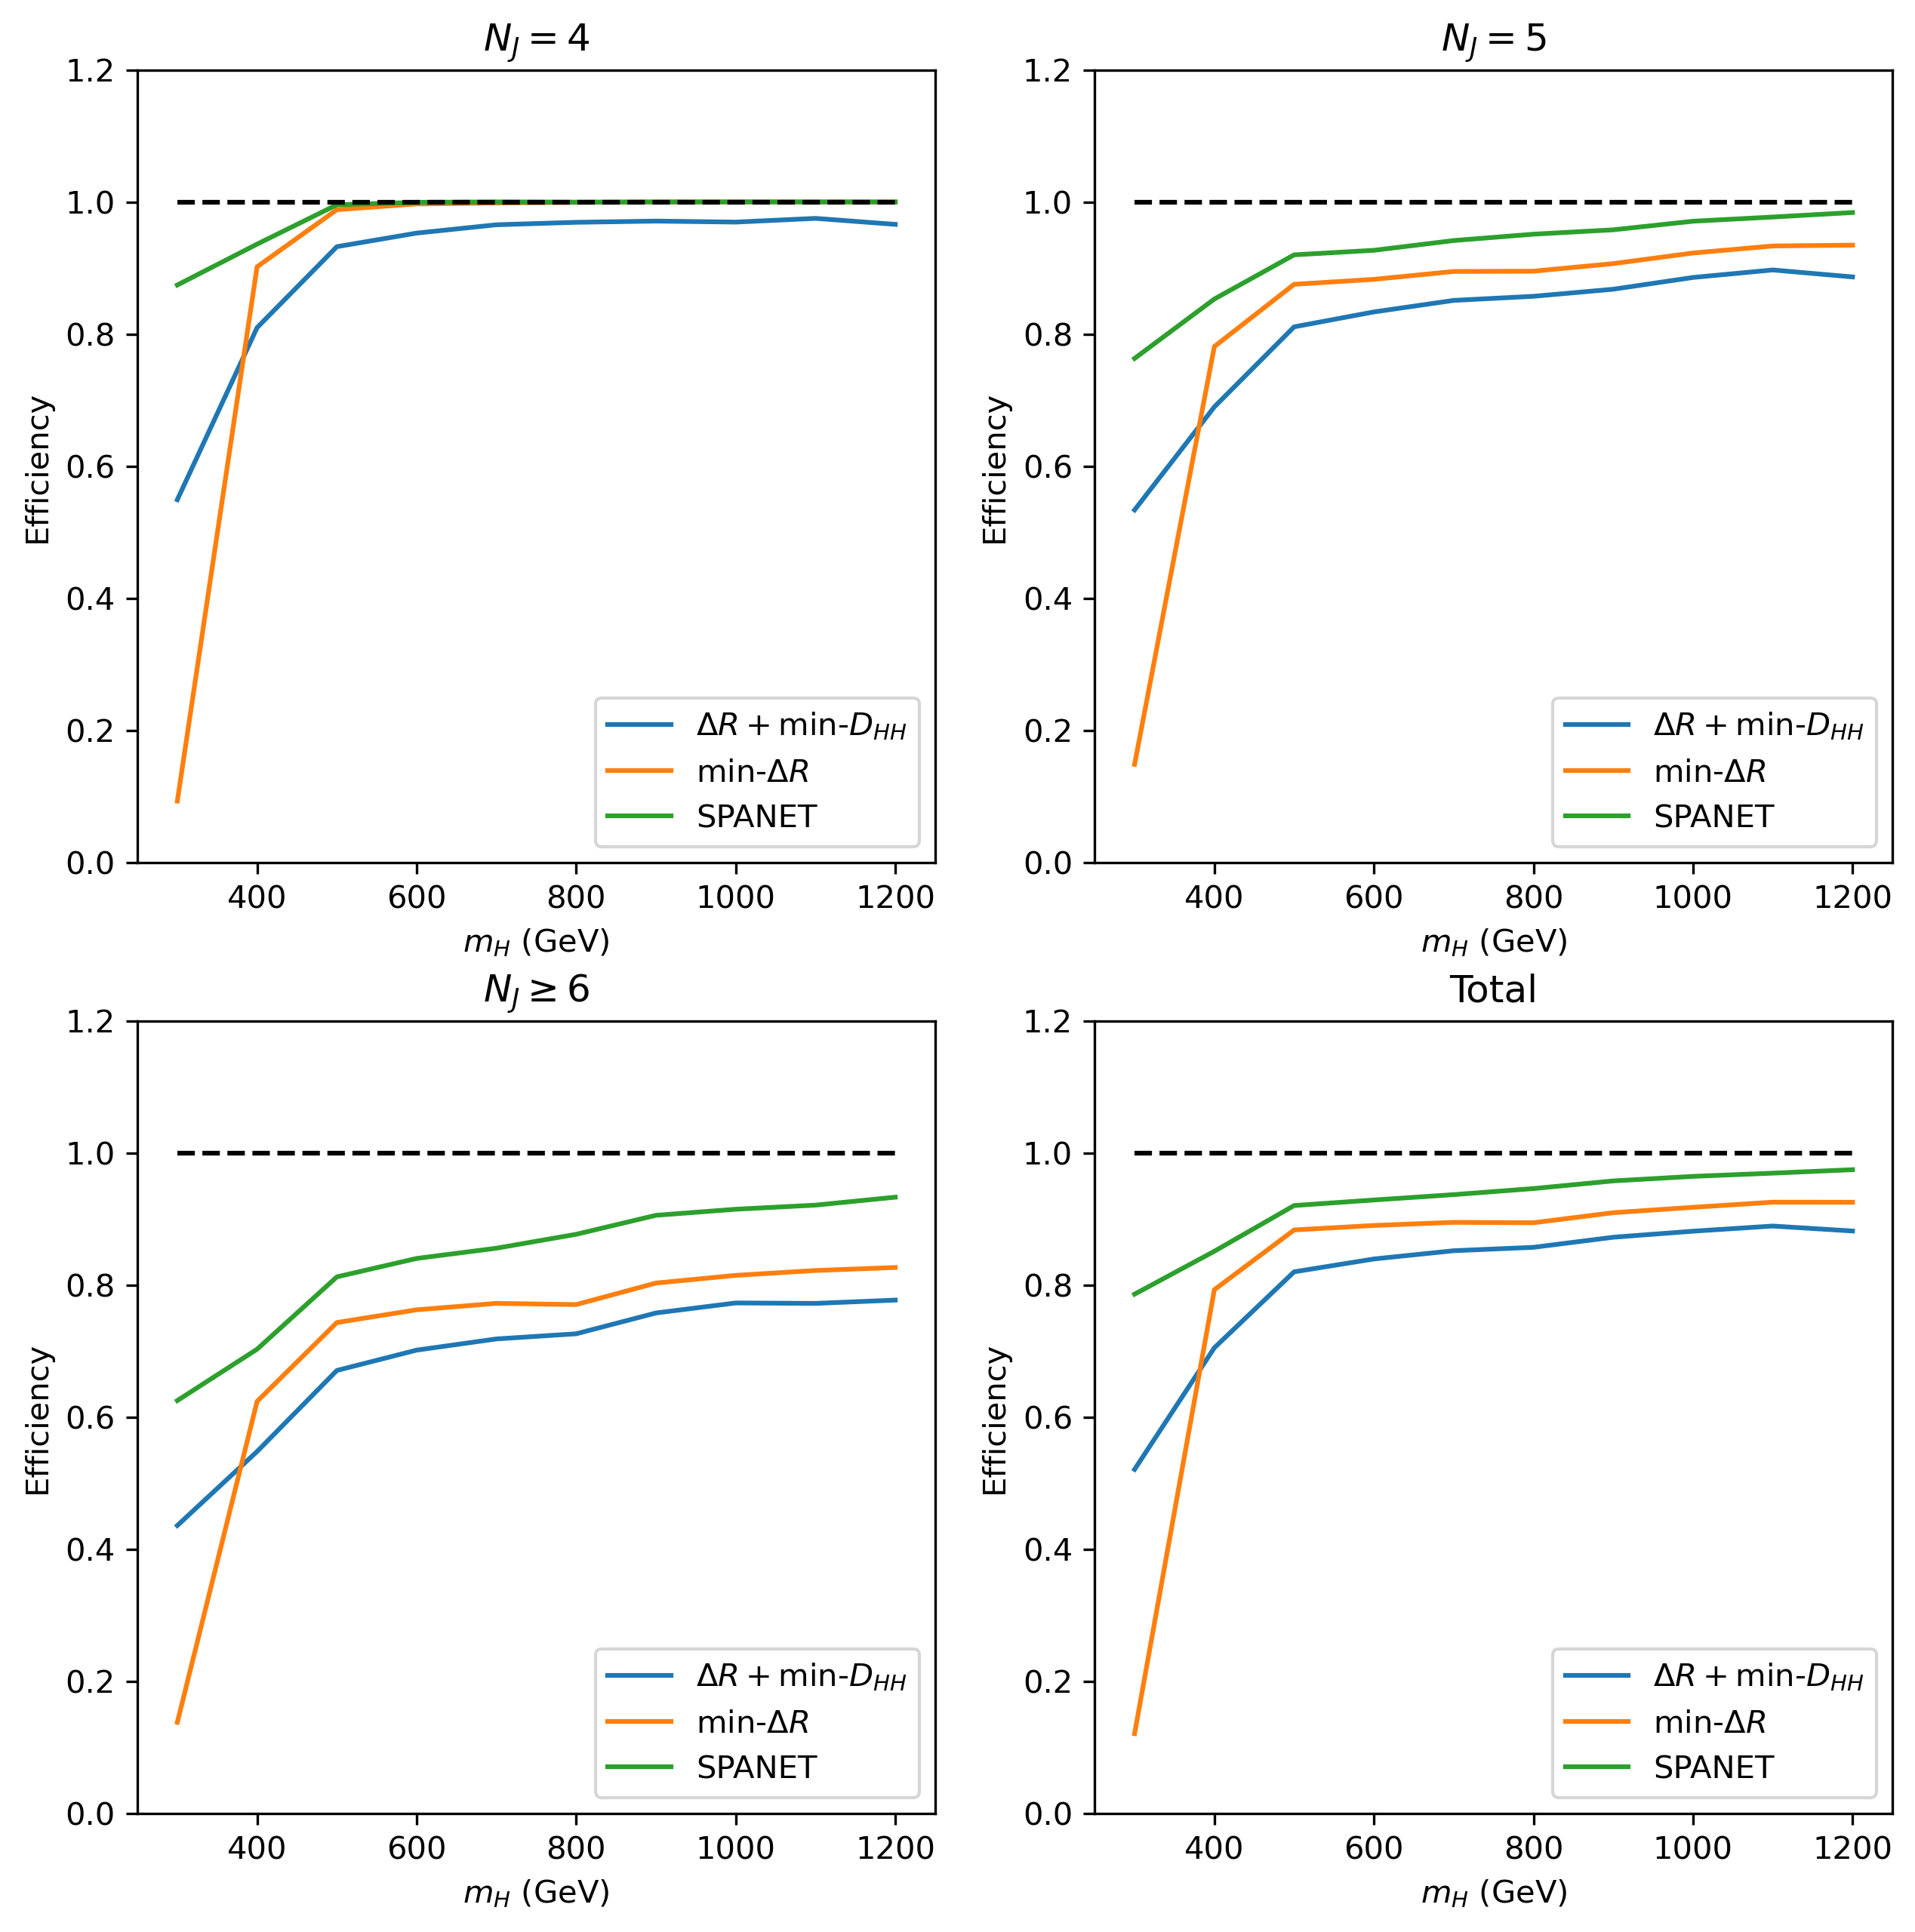 N_J = 4
1.2
1.0
0.8
0.6
0.4
0.2
0.0
Efficiency
400 600 800 1000 1200
m_H (GeV)
ΔR + min-D_HH
min-ΔR
SPANET
N_J = 5
1.2
1.0
0.8
0.6
0.4
0.2
0.0
Efficiency
400 600 800 1000 1200
m_H (GeV)
ΔR + min-D_HH
min-ΔR
SPANET
N_J ≥ 6
1.2
1.0
0.8
0.6
0.4
0.2
0.0
Efficiency
400 600 800 1000 1200
m_H (GeV)
ΔR + min-D_HH
min-ΔR
SPANET
Total
1.2
1.0
0.8
0.6
0.4
0.2
0.0
Efficiency
400 600 800 1000 1200
m_H (GeV)
ΔR + min-D_HH
min-ΔR
SPANET